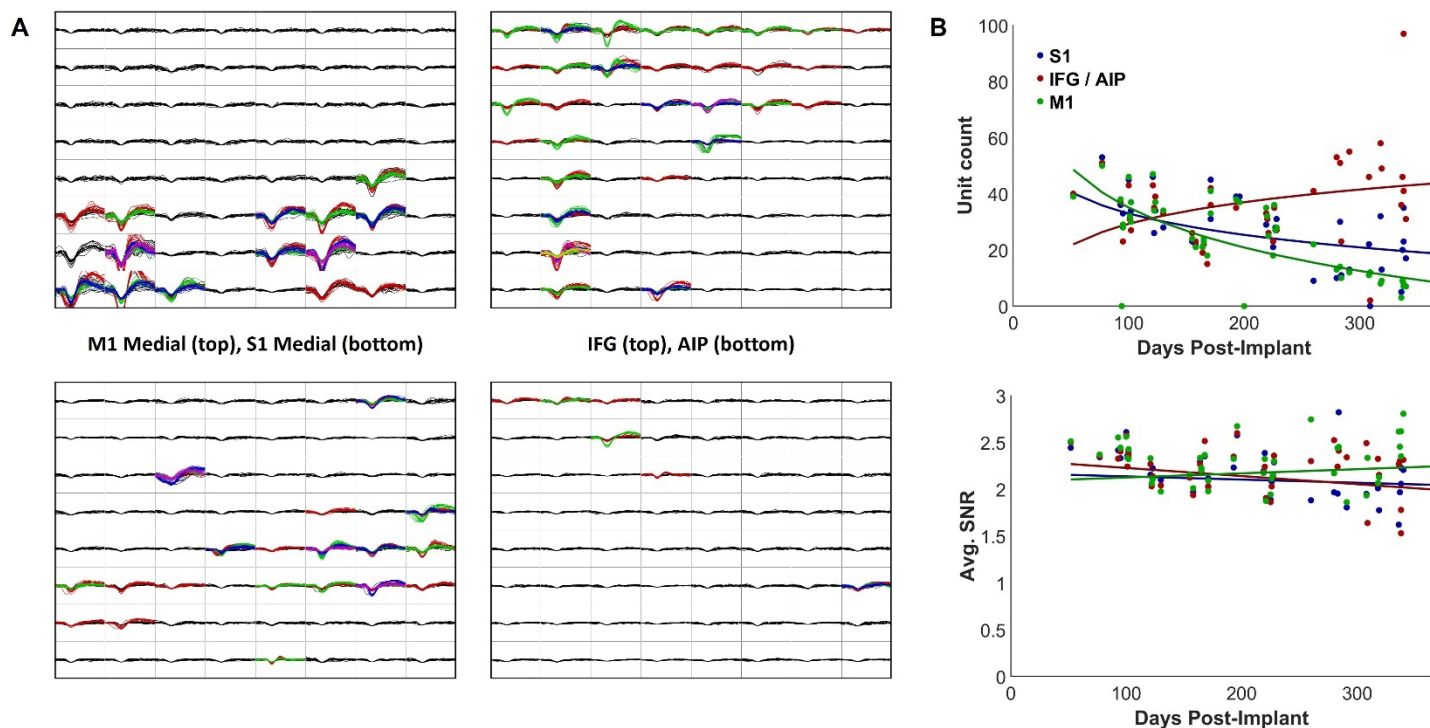 A
M1 Medial (top), S1 Medial (bottom)
IFG (top), AIP (bottom)
B
S1
IFG / AIP
M1
Unit count
100
80
60
40
20
0
0 100 200 300
Days Post-Implant
Avg. SNR
3
2.5
2
1.5
1
0.5
0
0 100 200 300
Days Post-Implant